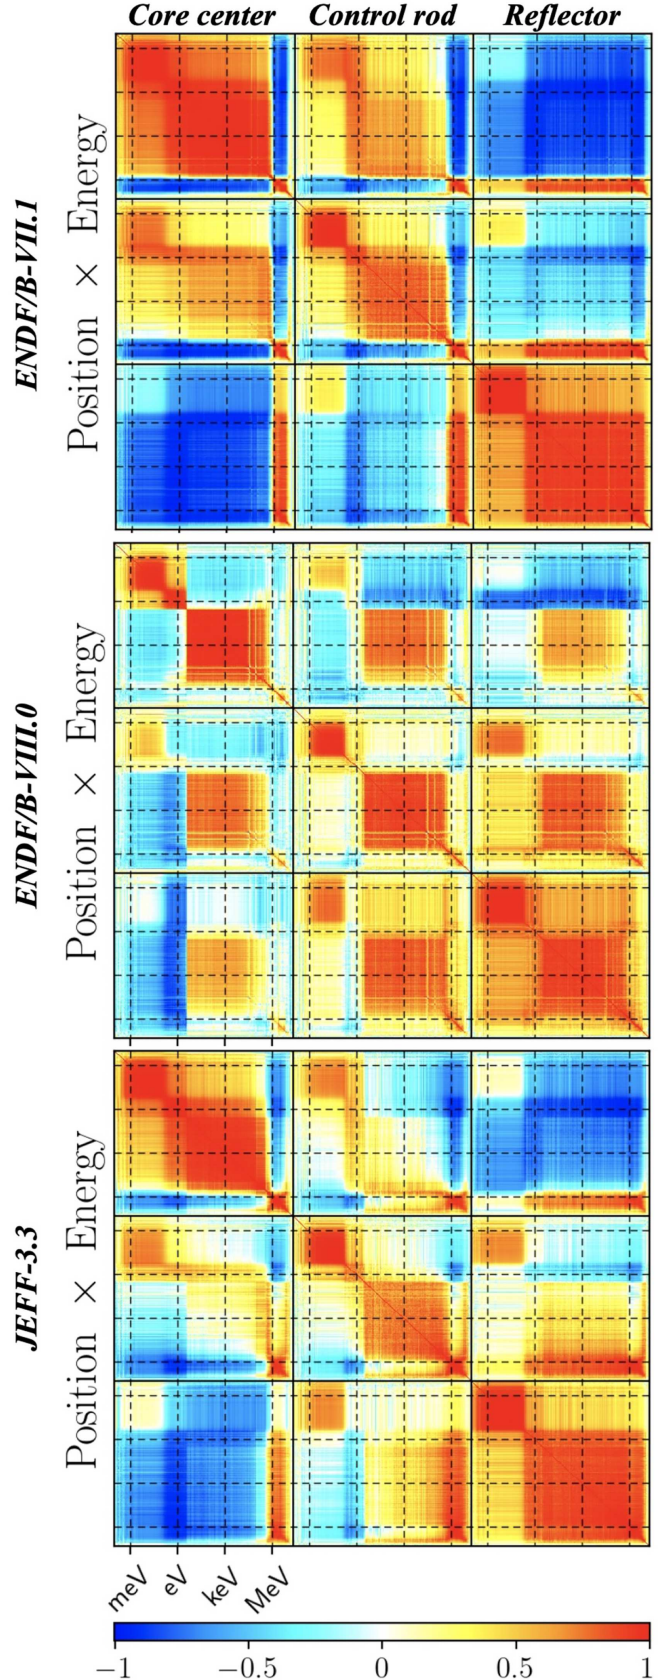 Core center Control rod Reflector
ENDF/B-VII.1
Position × Energy
ENDF/B-VIII.0
Position × Energy
JEFF-3.3
Position × Energy
meV eV keV MeV
−1 −0.5 0 0.5 1